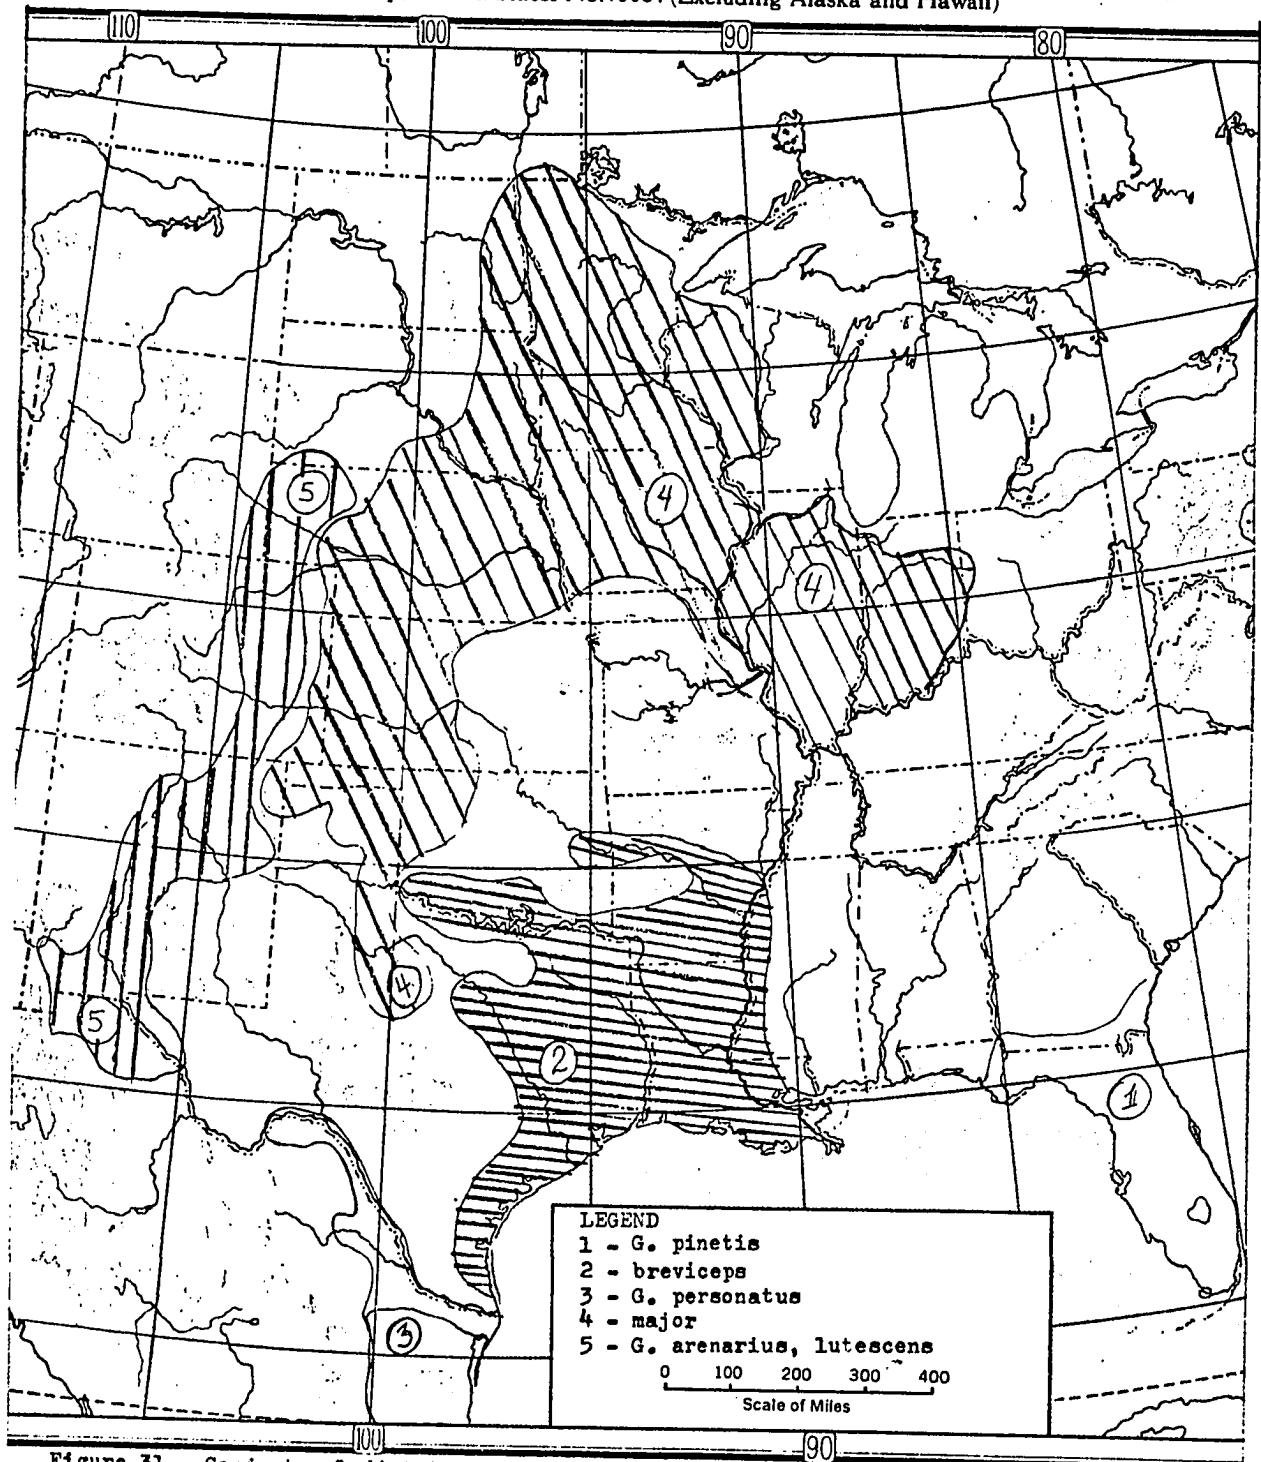 (Excluding Alaska and Hawaii)
110 100 90 80
5
4
4
4
5
2
1
3
LEGEND
1 - G. pinetis
2 - breviceps
3 - G. personatus
4 - major
5 - G. arenarius, lutescens
0 100 200 300 400
Scale of Miles
100 90
Figure 31.